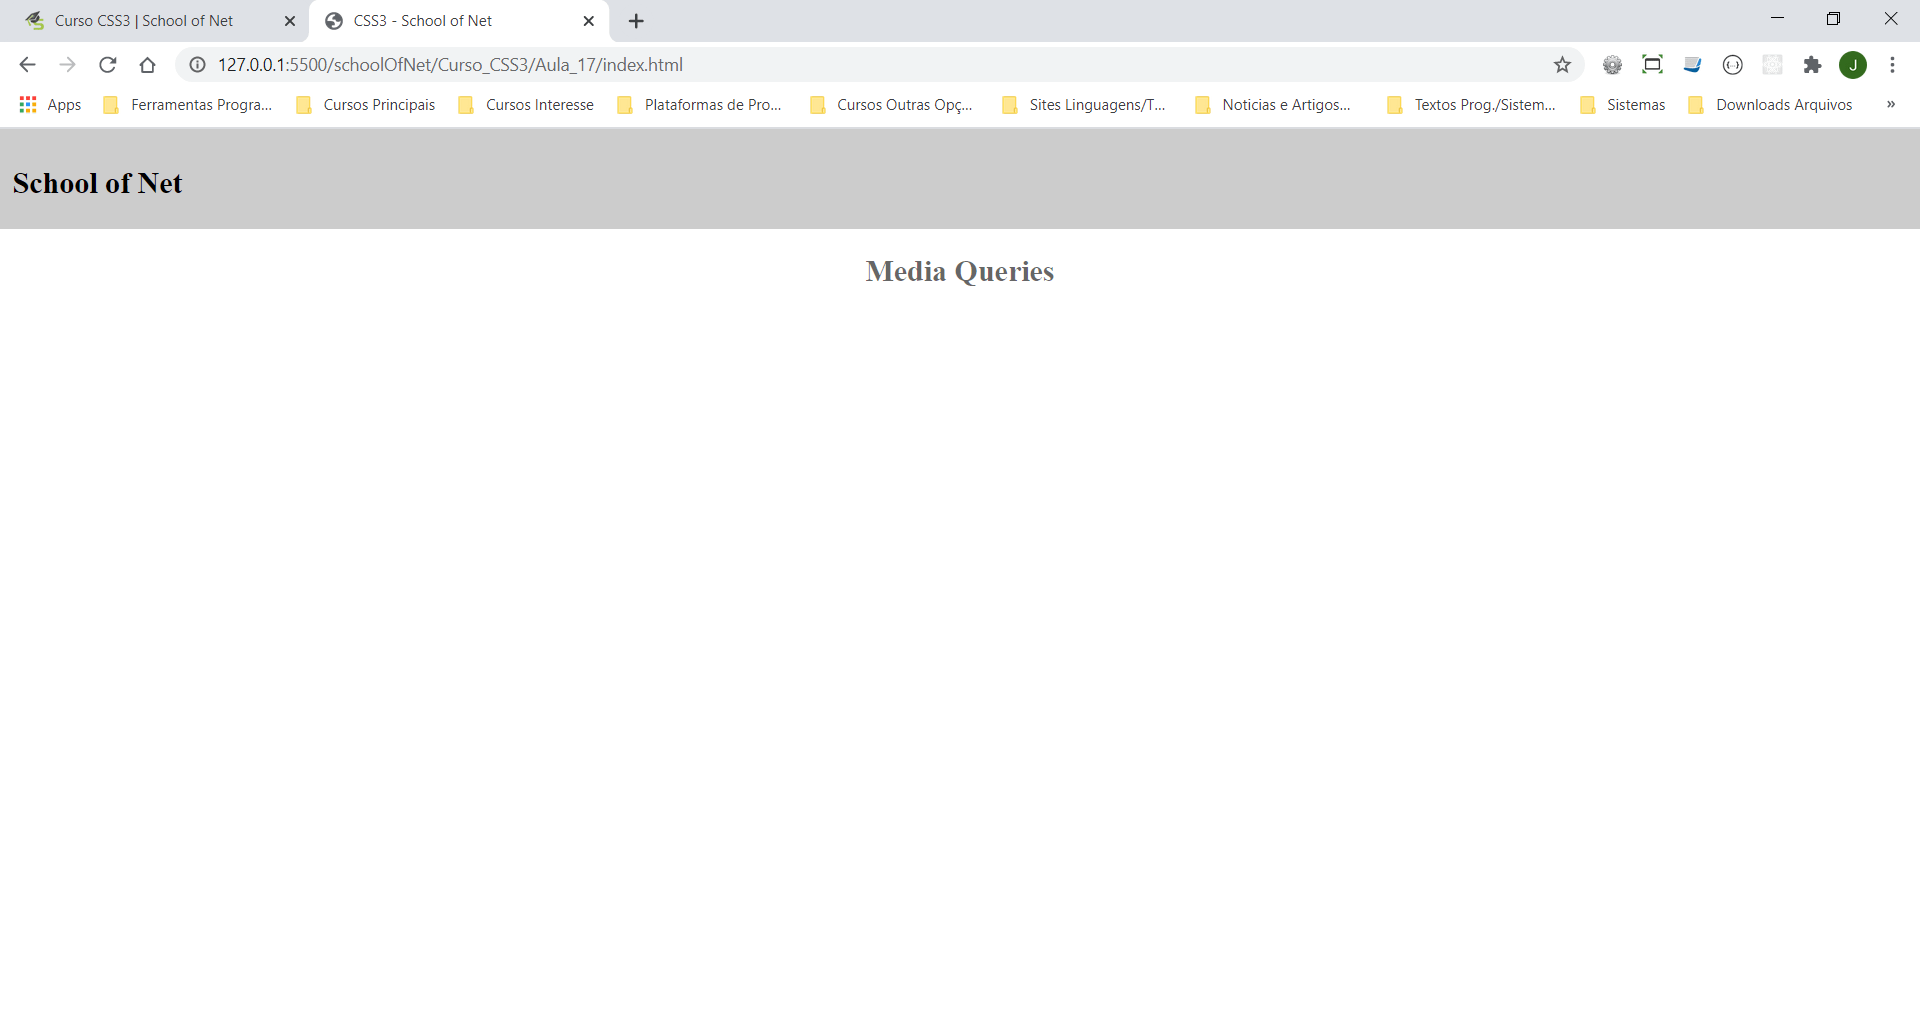 Curso CSS3 | School of Net
CSS3 - School of Net
127.0.0.1:5500/schoolOfNet/Curso_CSS3/Aula_17/index.html
J
Apps
Ferramentas Progra...
Cursos Principais
Cursos Interesse
Plataformas de Pro...
Cursos Outras Opç...
Sites Linguagens/T...
Noticias e Artigos...
Textos Prog./Sistem...
Sistemas
Downloads Arquivos
»
School of Net
Media Queries